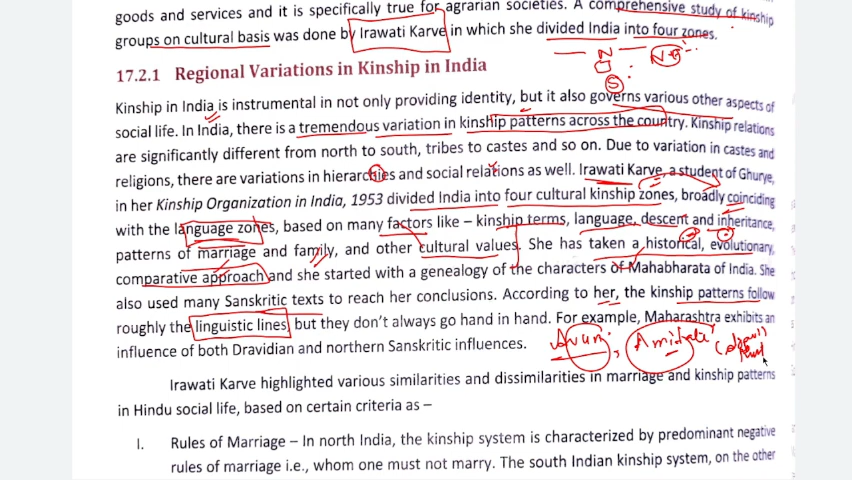 goods and services and it is specifically true for agrarian societies. A comprehensive study of kinship
groups on cultural basis was done by Irawati Karve in which she divided India into four zones.
N
S
17.2.1 Regional Variations in Kinship in India
Kinship in India is instrumental in not only providing identity, but it also governs various other aspects of
social life. In India, there is a tremendous variation in kinship patterns across the country. Kinship relations
are significantly different from north to south, tribes to castes and so on. Due to variation in castes and
religions, there are variations in hierarchies and social relations as well. Irawati Karve, a student of Ghurye,
in her Kinship Organization in India, 1953 divided India into four cultural kinship zones, broadly coinciding
with the language zones, based on many factors like – kinship terms, language, descent and inheritance,
patterns of marriage and family, and other cultural values. She has taken a historical, evolutionary,
comparative approach and she started with a genealogy of the characters of Mahabharata of India. She
also used many Sanskritic texts to reach her conclusions. According to her, the kinship patterns follow
roughly the linguistic lines, but they don't always go hand in hand. For example, Maharashtra exhibits an
influence of both Dravidian and northern Sanskritic influences.
Irawati Karve highlighted various similarities and dissimilarities in marriage and kinship patterns
in Hindu social life, based on certain criteria as –
I. Rules of Marriage – In north India, the kinship system is characterized by predominant negative
rules of marriage i.e., whom one must not marry. The south Indian kinship system, on the other